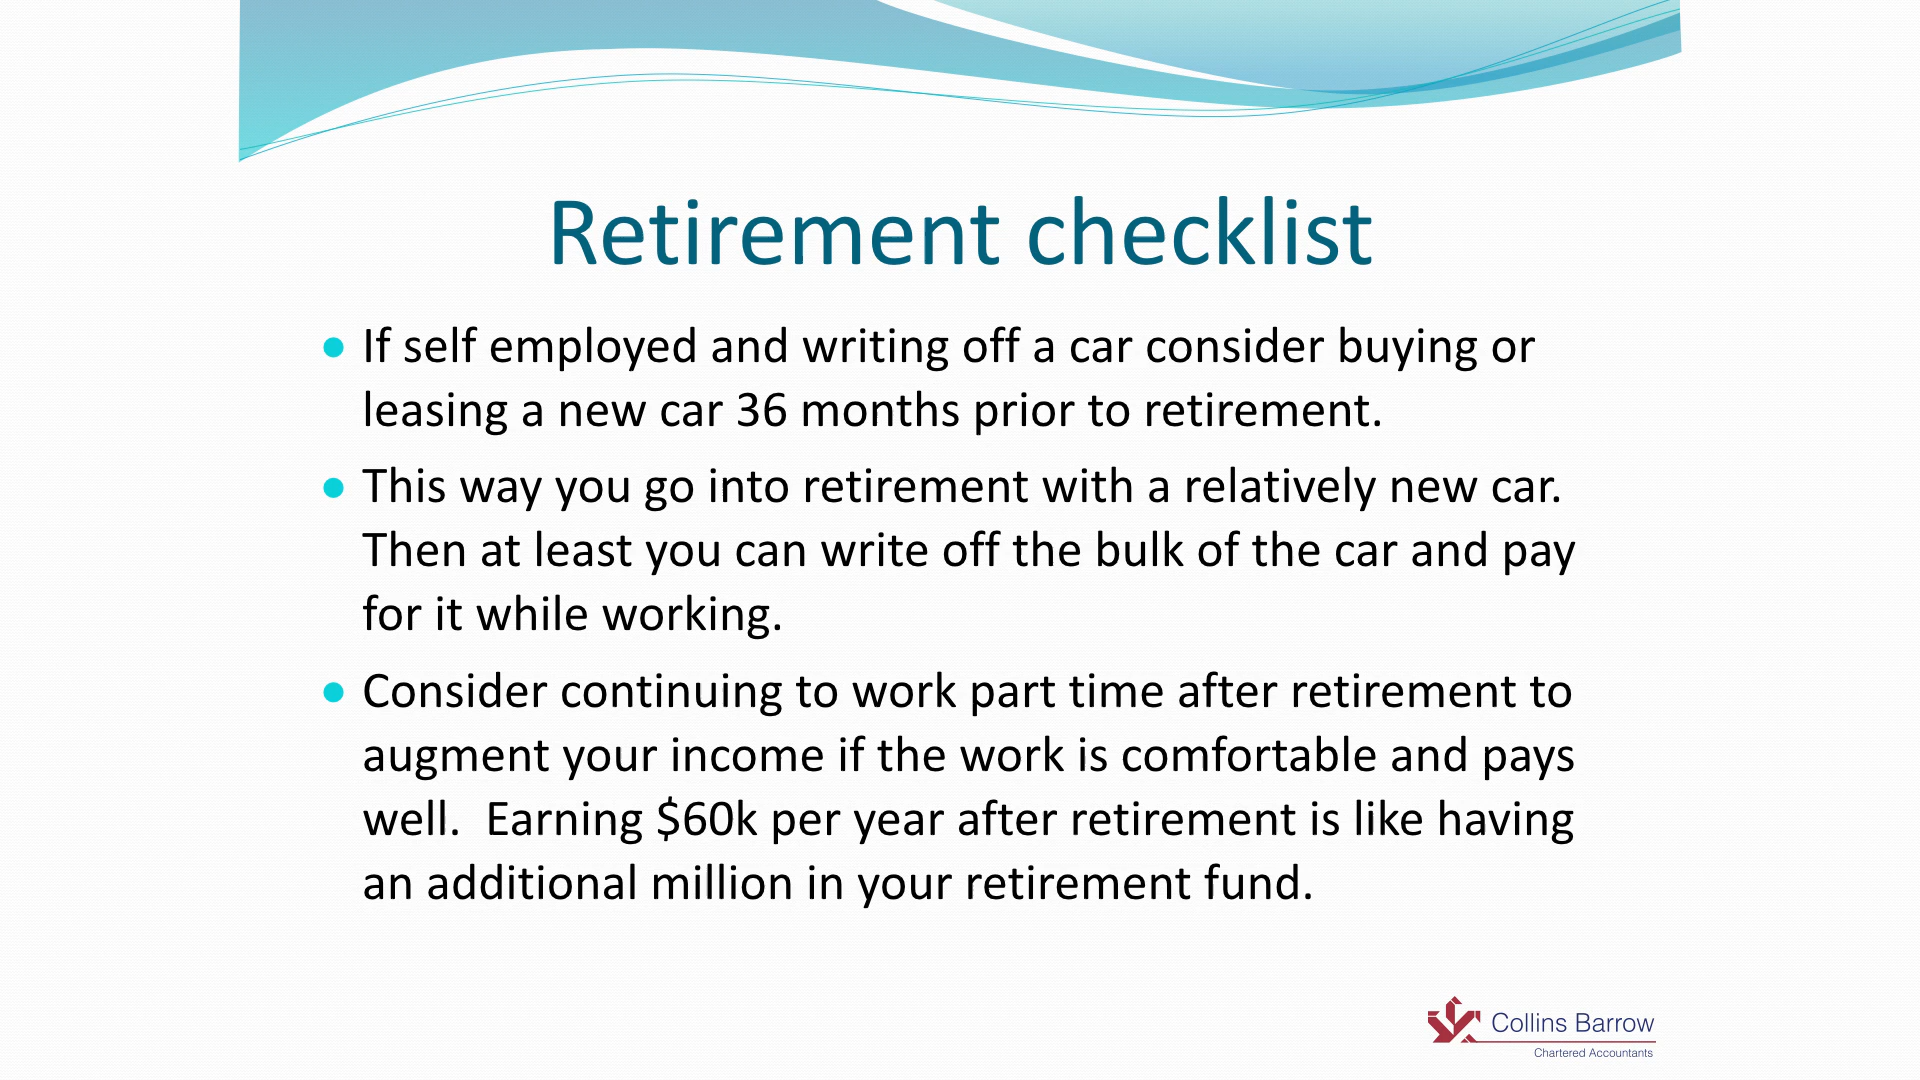 Retirement checklist
• If self employed and writing off a car consider buying or
leasing a new car 36 months prior to retirement.
• This way you go into retirement with a relatively new car.
Then at least you can write off the bulk of the car and pay
for it while working.
• Consider continuing to work part time after retirement to
augment your income if the work is comfortable and pays
well.  Earning $60k per year after retirement is like having
an additional million in your retirement fund.
Collins Barrow
Chartered Accountants